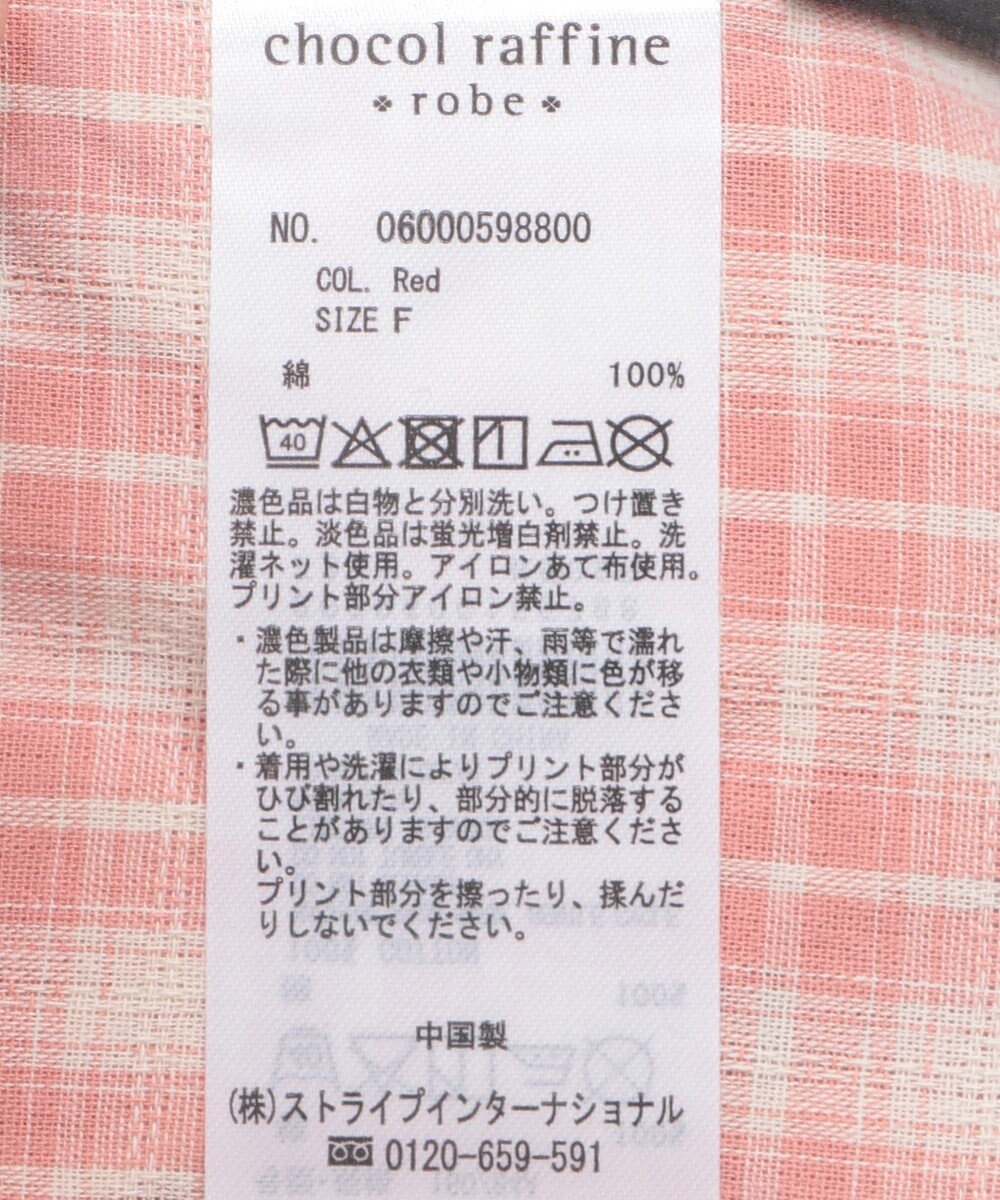 chocol raffine
robe
NO. 06000598800
COL. Red
SIZE F
綿 100%
40
濃色品は白物と分別洗い。つけ置き
禁止。淡色品は蛍光増白剤禁止。洗
濯ネット使用。アイロンあて布使用。
プリント部分アイロン禁止。
・濃色製品は摩擦や汗、雨等で濡れ
た際に他の衣類や小物類に色が移
る事がありますのでご注意くださ
い。
・着用や洗濯によりプリント部分が
ひび割れたり、部分的に脱落する
ことがありますのでご注意くださ
い。
プリント部分を擦ったり、揉んだ
りしないでください。
中国製
(株)ストライプインターナショナル
0120-659-591